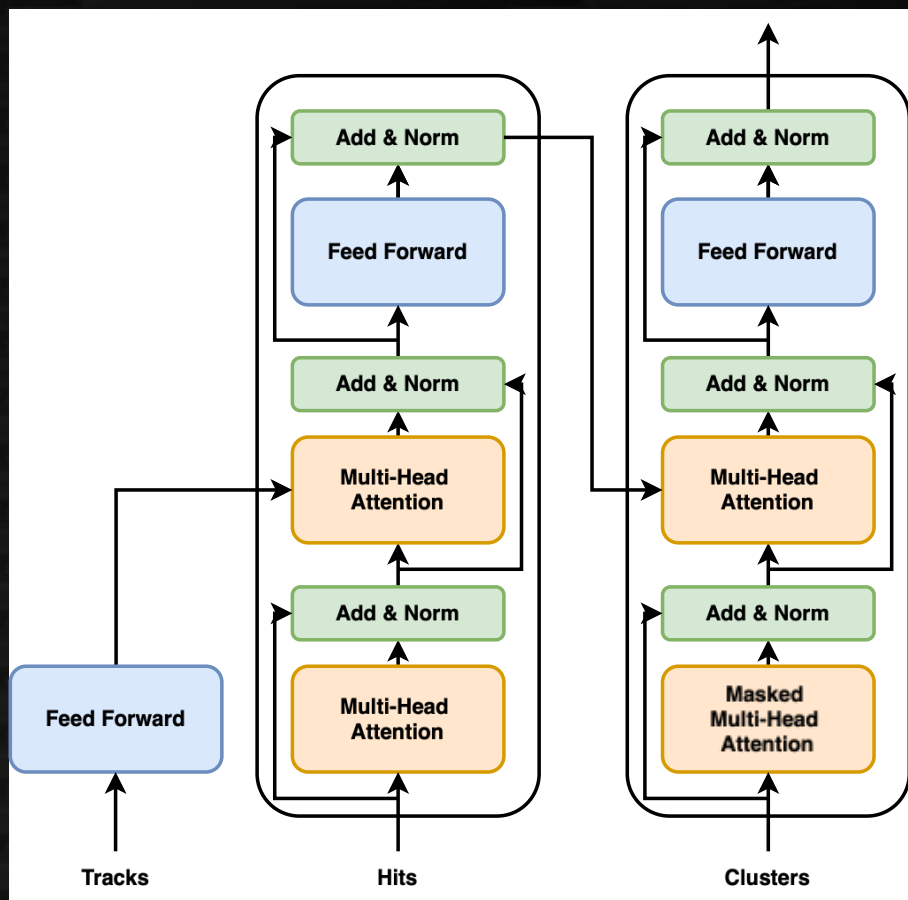 Add & Norm
Feed Forward
Add & Norm
Multi-Head
Attention
Add & Norm
Multi-Head
Attention
Feed Forward
Tracks
Hits
Add & Norm
Feed Forward
Add & Norm
Multi-Head
Attention
Add & Norm
Masked
Multi-Head
Attention
Clusters